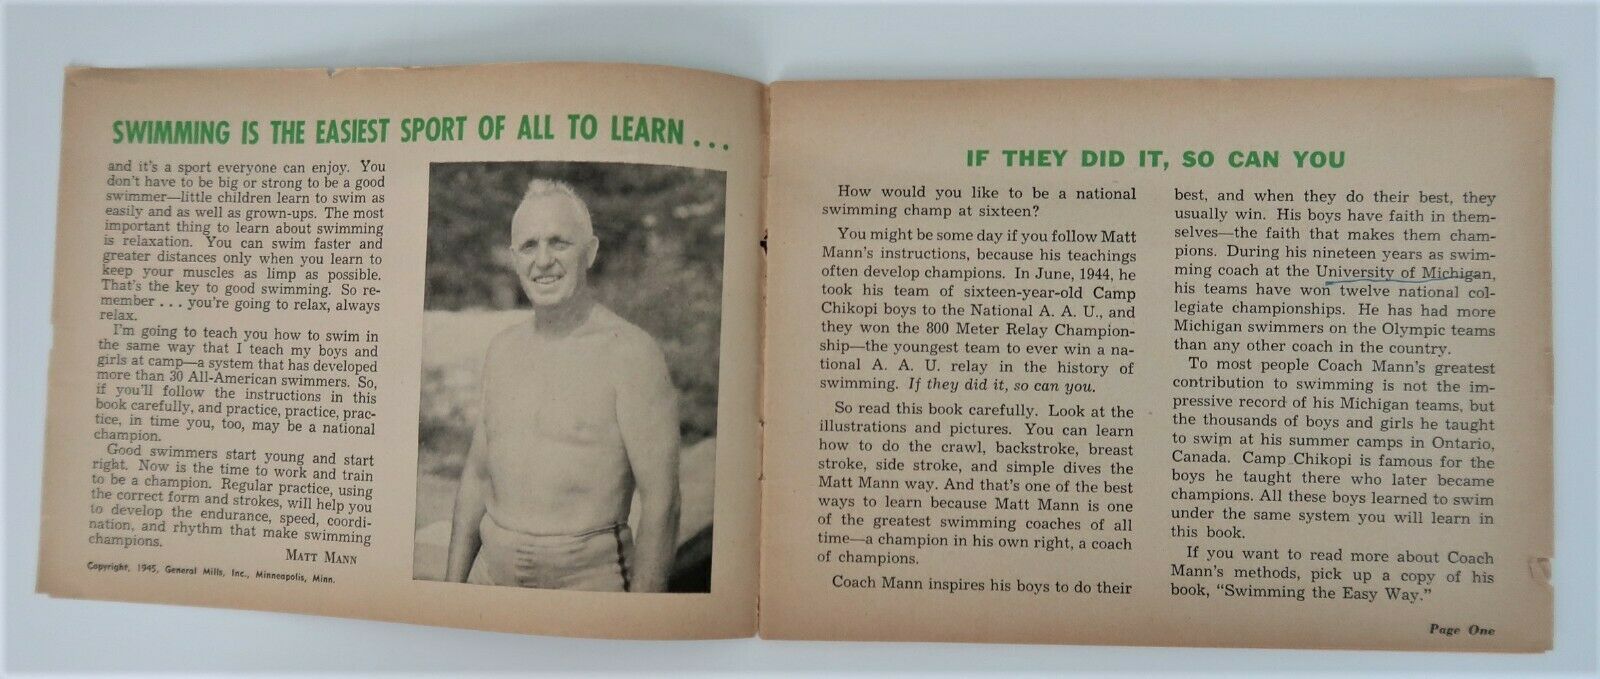 SWIMMING IS THE EASIEST SPORT OF ALL TO LEARN . . .
and it's a sport everyone can enjoy. You
don't have to be big or strong to be a good
swimmer—little children learn to swim as
easily and as well as grown-ups. The most
important thing to learn about swimming
is relaxation. You can swim faster and
greater distances only when you learn to
keep your muscles as limp as possible.
That's the key to good swimming. So re-
member . . . you're going to relax, always
relax.
I'm going to teach you how to swim in
the same way that I teach my boys and
girls at camp—a system that has developed
more than 30 All-American swimmers. So,
if you'll follow the instructions in this
book carefully, and practice, practice, prac-
tice, in time you, too, may be a national
champion.
Good swimmers start young and start
right. Now is the time to work and train
to be a champion. Regular practice, using
the correct form and strokes, will help you
to develop the endurance, speed, coordi-
nation, and rhythm that make swimming
champions.
MATT MANN
Copyright, 1945, General Mills, Inc., Minneapolis, Minn.
IF THEY DID IT, SO CAN YOU
How would you like to be a national
swimming champ at sixteen?
You might be some day if you follow Matt
Mann's instructions, because his teachings
often develop champions. In June, 1944, he
took his team of sixteen-year-old Camp
Chikopi boys to the National A. A. U., and
they won the 800 Meter Relay Champion-
ship—the youngest team to ever win a na-
tional A. A. U. relay in the history of
swimming. If they did it, so can you.
So read this book carefully. Look at the
illustrations and pictures. You can learn
how to do the crawl, backstroke, breast
stroke, side stroke, and simple dives the
Matt Mann way. And that's one of the best
ways to learn because Matt Mann is one
of the greatest swimming coaches of all
time—a champion in his own right, a coach
of champions.
Coach Mann inspires his boys to do their
best, and when they do their best, they
usually win. His boys have faith in them-
selves—the faith that makes them cham-
pions. During his nineteen years as swim-
ming coach at the University of Michigan,
his teams have won twelve national col-
legiate championships. He has had more
Michigan swimmers on the Olympic teams
than any other coach in the country.
To most people Coach Mann's greatest
contribution to swimming is not the im-
pressive record of his Michigan teams, but
the thousands of boys and girls he taught
to swim at his summer camps in Ontario,
Canada. Camp Chikopi is famous for the
boys he taught there who later became
champions. All these boys learned to swim
under the same system you will learn in
this book.
If you want to read more about Coach
Mann's methods, pick up a copy of his
book, "Swimming the Easy Way."
Page One